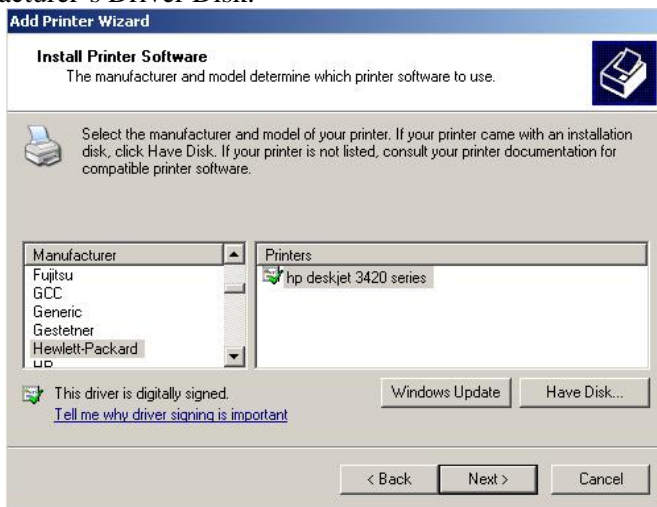 acturer's Driver Disk.
Add Printer Wizard
Install Printer Software
The manufacturer and model determine which printer software to use.
Select the manufacturer and model of your printer. If your printer came with an installation
disk, click Have Disk. If your printer is not listed, consult your printer documentation for
compatible printer software.
Manufacturer
Fujitsu
GCC
Generic
Gestetner
Hewlett-Packard
HP
Printers
hp deskjet 3420 series
This driver is digitally signed.
Tell me why driver signing is important
Windows Update
Have Disk...
< Back
Next >
Cancel